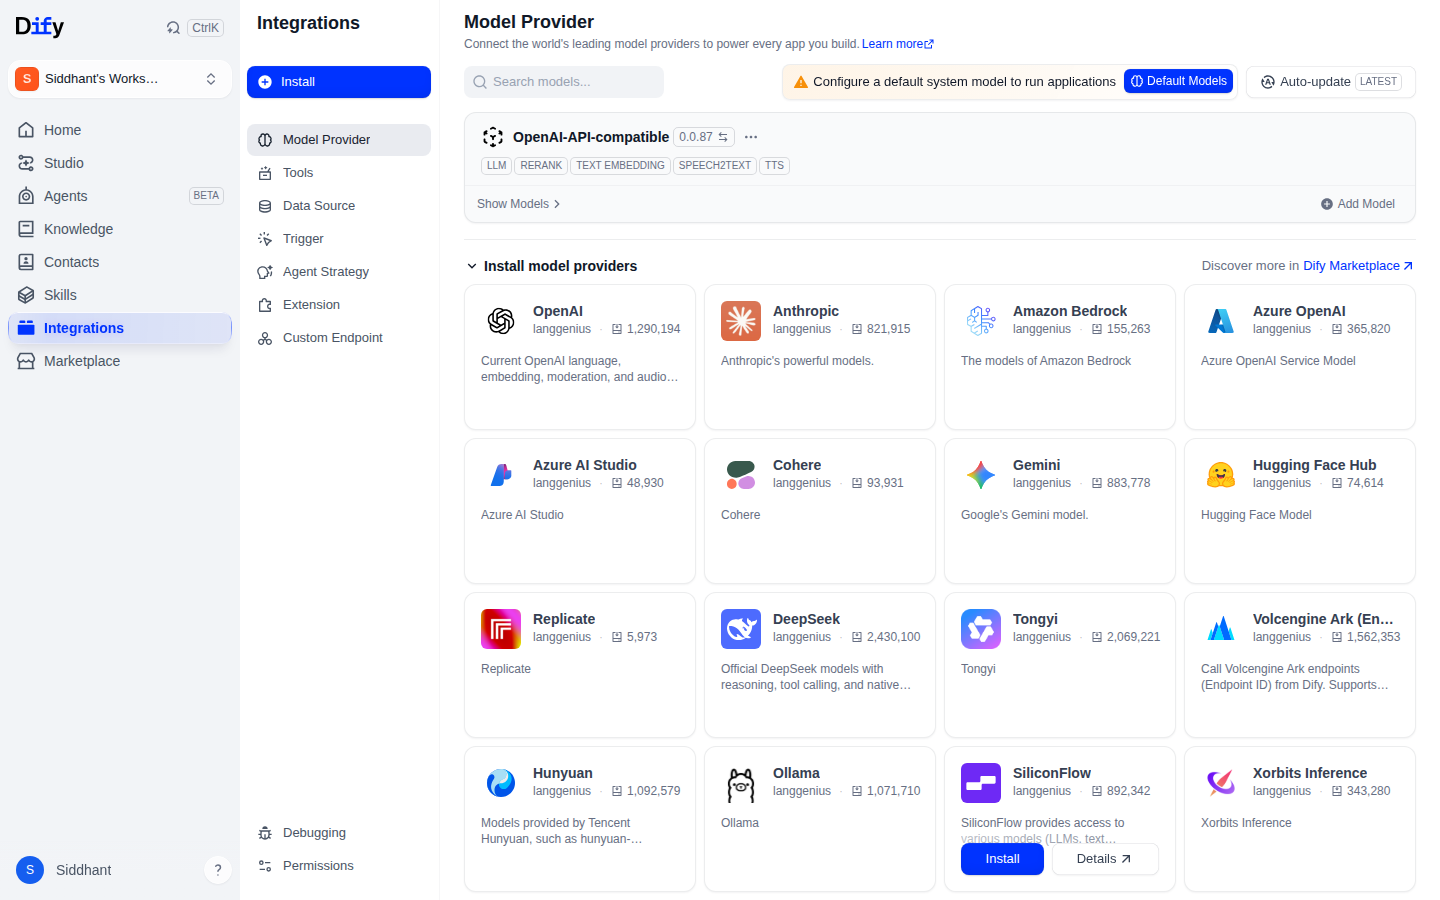 Dify
CtrlK
S
Siddhant's Works…
Home
Studio
Agents
BETA
Knowledge
Contacts
Skills
Integrations
Marketplace
S
Siddhant
?
Integrations
Install
Model Provider
Tools
Data Source
Trigger
Agent Strategy
Extension
Custom Endpoint
Debugging
Permissions
Model Provider
Connect the world's leading model providers to power every app you build. Learn more
Search models...
Configure a default system model to run applications
Default Models
Auto-update LATEST
OpenAI-API-compatible 0.0.87
LLM RERANK TEXT EMBEDDING SPEECH2TEXT TTS
Show Models
Add Model
Install model providers
Discover more in Dify Marketplace
OpenAI
langgenius · 1,290,194
Current OpenAI language,
embedding, moderation, and audio…
Anthropic
langgenius · 821,915
Anthropic's powerful models.
Amazon Bedrock
langgenius · 155,263
The models of Amazon Bedrock
Azure OpenAI
langgenius · 365,820
Azure OpenAI Service Model
Azure AI Studio
langgenius · 48,930
Azure AI Studio
Cohere
langgenius · 93,931
Cohere
Gemini
langgenius · 883,778
Google's Gemini model.
Hugging Face Hub
langgenius · 74,614
Hugging Face Model
Replicate
langgenius · 5,973
Replicate
DeepSeek
langgenius · 2,430,100
Official DeepSeek models with
reasoning, tool calling, and native…
Tongyi
langgenius · 2,069,221
Tongyi
Volcengine Ark (En…
langgenius · 1,562,353
Call Volcengine Ark endpoints
(Endpoint ID) from Dify. Supports…
Hunyuan
langgenius · 1,092,579
Models provided by Tencent
Hunyuan, such as hunyuan-…
Ollama
langgenius · 1,071,710
Ollama
SiliconFlow
langgenius · 892,342
SiliconFlow provides access to
various models (LLMs, text…
Install
Details
Xorbits Inference
langgenius · 343,280
Xorbits Inference